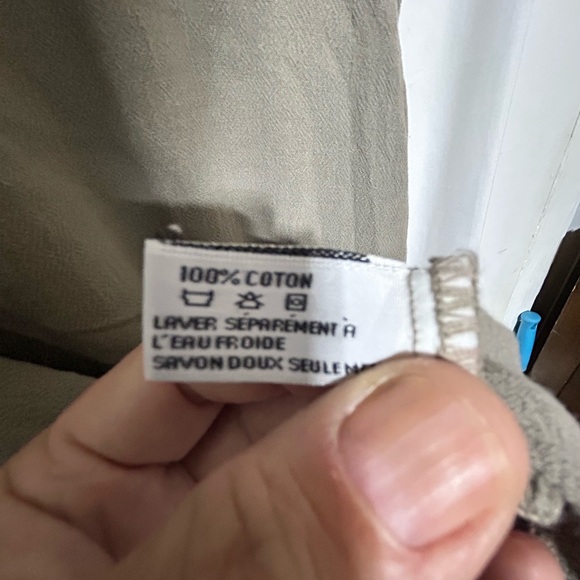 100% COTON
LAVER SÉPARÉMENT À
L'EAU FROIDE
SAVON DOUX